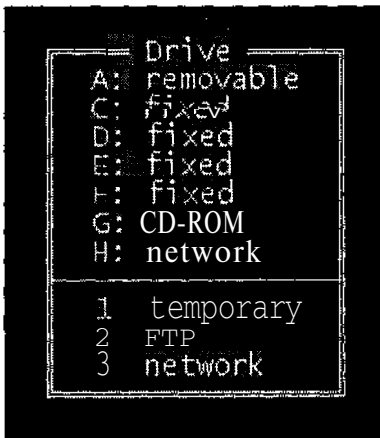 Drive
A: removable
C: fixed
D: fixed
E: fixed
F: fixed
G: CD-ROM
H: network
1 temporary
2 FTP
3 network